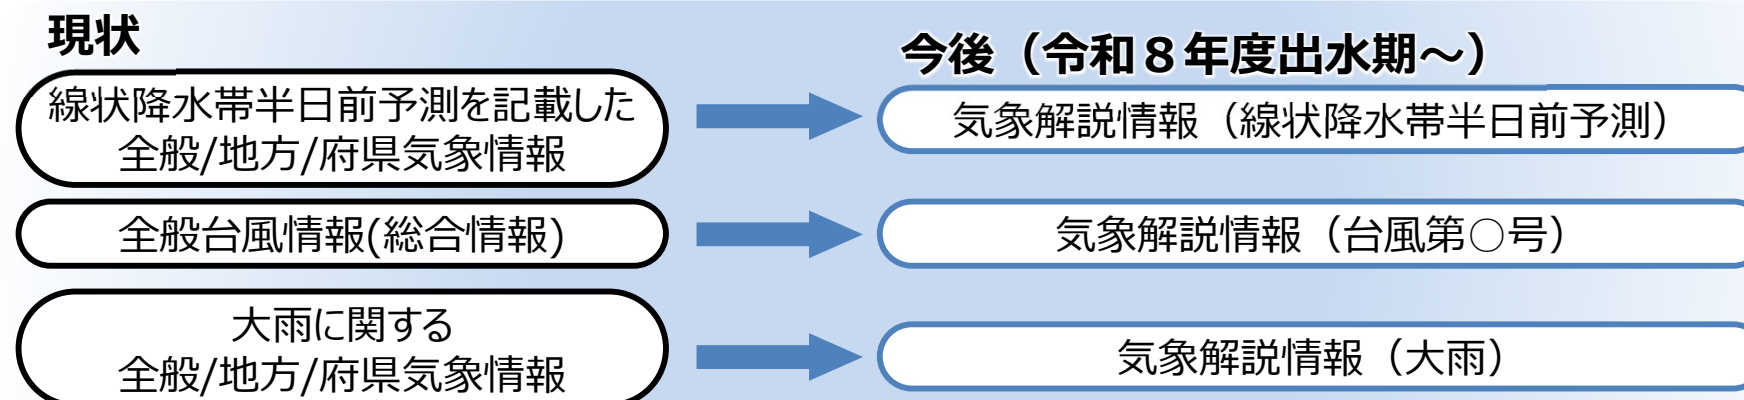 現状
今後（令和８年度出水期～）
線状降水帯半日前予測を記載した
全般/地方/府県気象情報
気象解説情報（線状降水帯半日前予測）
全般台風情報(総合情報)
気象解説情報（台風第○号）
大雨に関する
全般/地方/府県気象情報
気象解説情報（大雨）